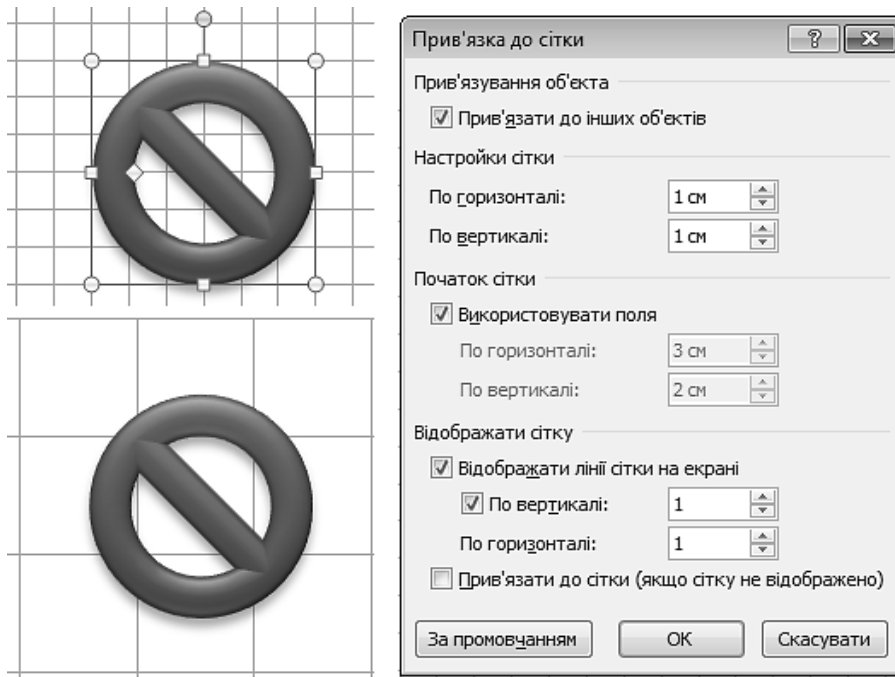 Прив'язка до сітки
Прив'язування об'єкта
Прив'язати до інших об'єктів
Настройки сітки
По горизонталі: 1 см
По вертикалі: 1 см
Початок сітки
Використовувати поля
По горизонталі: 3 см
По вертикалі: 2 см
Відображати сітку
Відображати лінії сітки на екрані
По вертикалі: 1
По горизонталі: 1
Прив'язати до сітки (якщо сітку не відображено)
За промовчанням ОК Скасувати